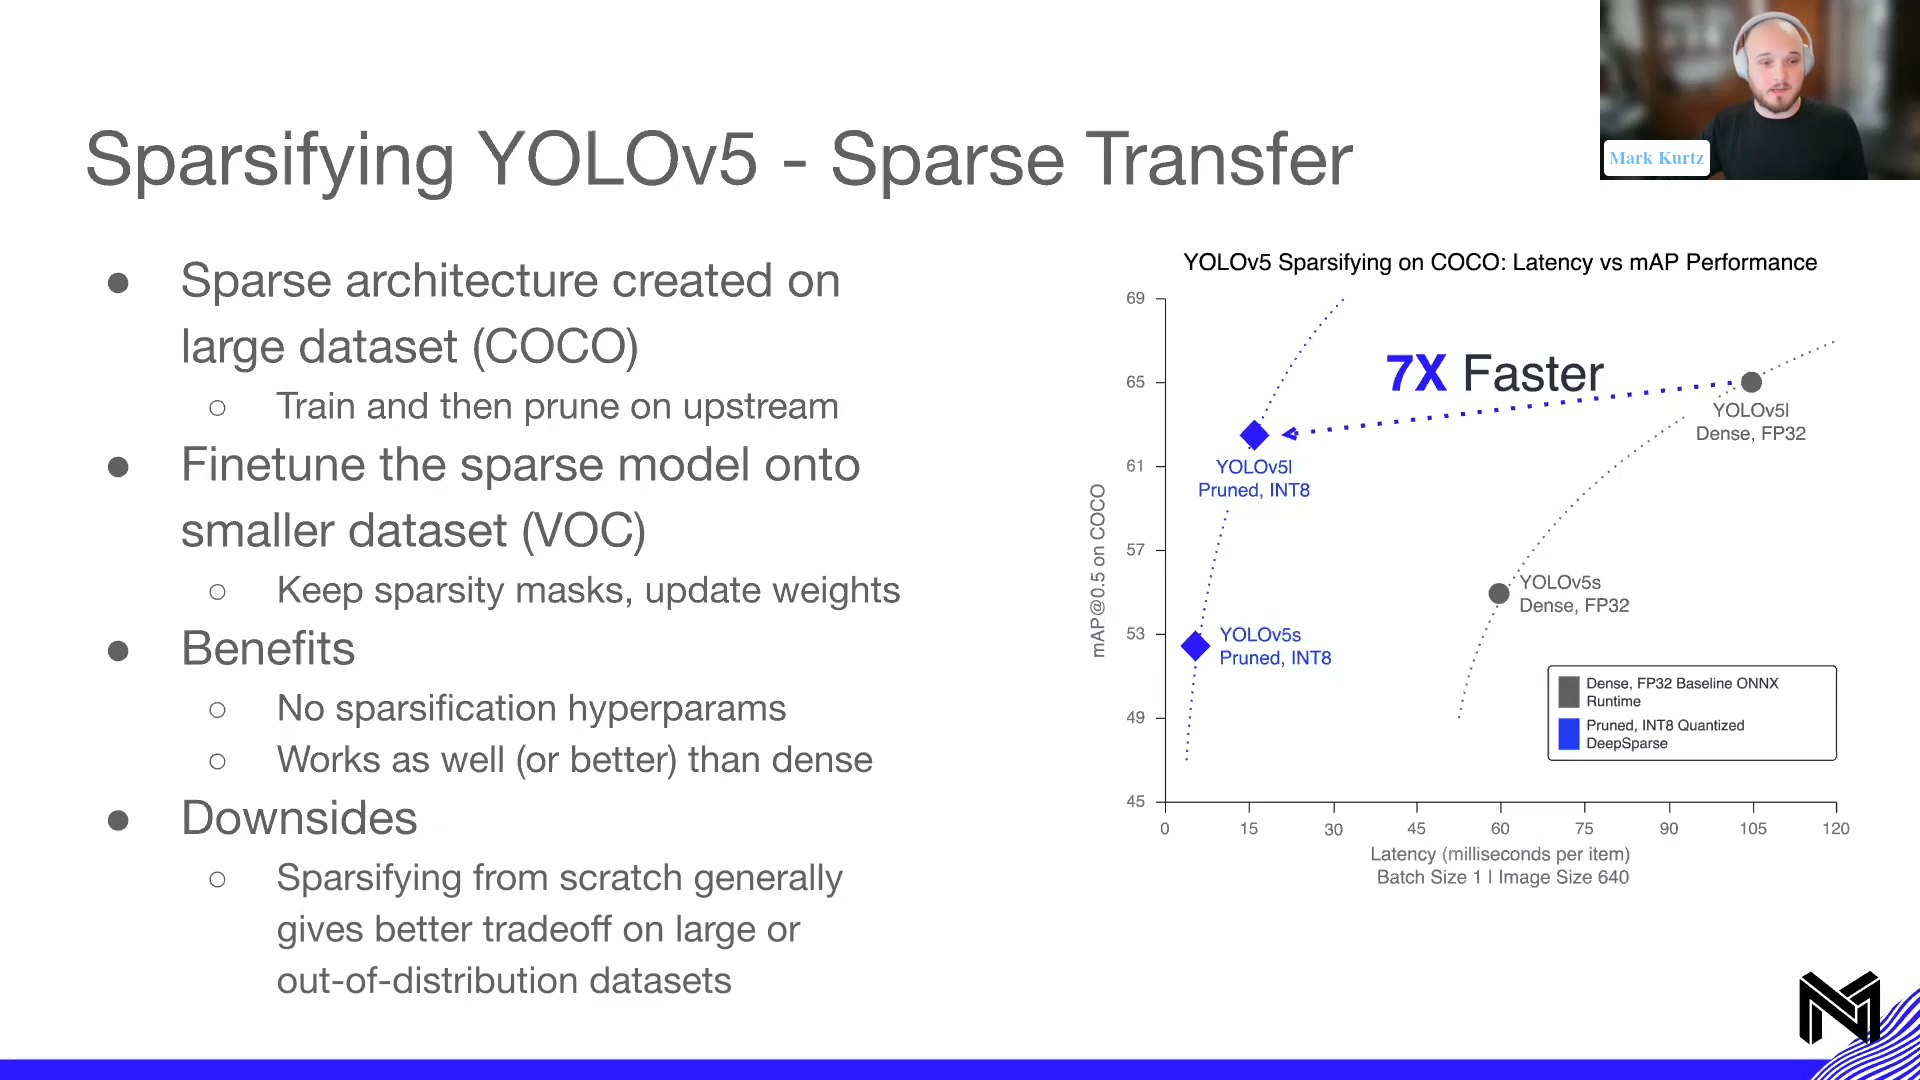 Mark Kurtz
Sparsifying YOLOv5 - Sparse Transfer
● Sparse architecture created on
large dataset (COCO)
○ Train and then prune on upstream
● Finetune the sparse model onto
smaller dataset (VOC)
○ Keep sparsity masks, update weights
● Benefits
○ No sparsification hyperparams
○ Works as well (or better) than dense
● Downsides
○ Sparsifying from scratch generally
gives better tradeoff on large or
out-of-distribution datasets
YOLOv5 Sparsifying on COCO: Latency vs mAP Performance
mAP@0.5 on COCO
69
65
61
57
53
49
45
7X Faster
YOLOv5l
Dense, FP32
YOLOv5l
Pruned, INT8
YOLOv5s
Dense, FP32
YOLOv5s
Pruned, INT8
Dense, FP32 Baseline ONNX
Runtime
Pruned, INT8 Quantized
DeepSparse
0 15 30 45 60 75 90 105 120
Latency (milliseconds per item)
Batch Size 1 | Image Size 640